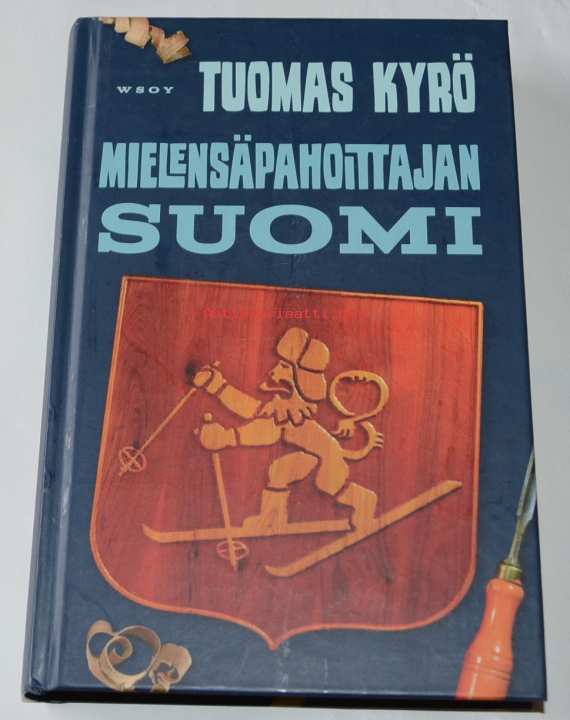 WSOY
TUOMAS KYRÖ
MIELENSÄPAHOITTAJAN
SUOMI